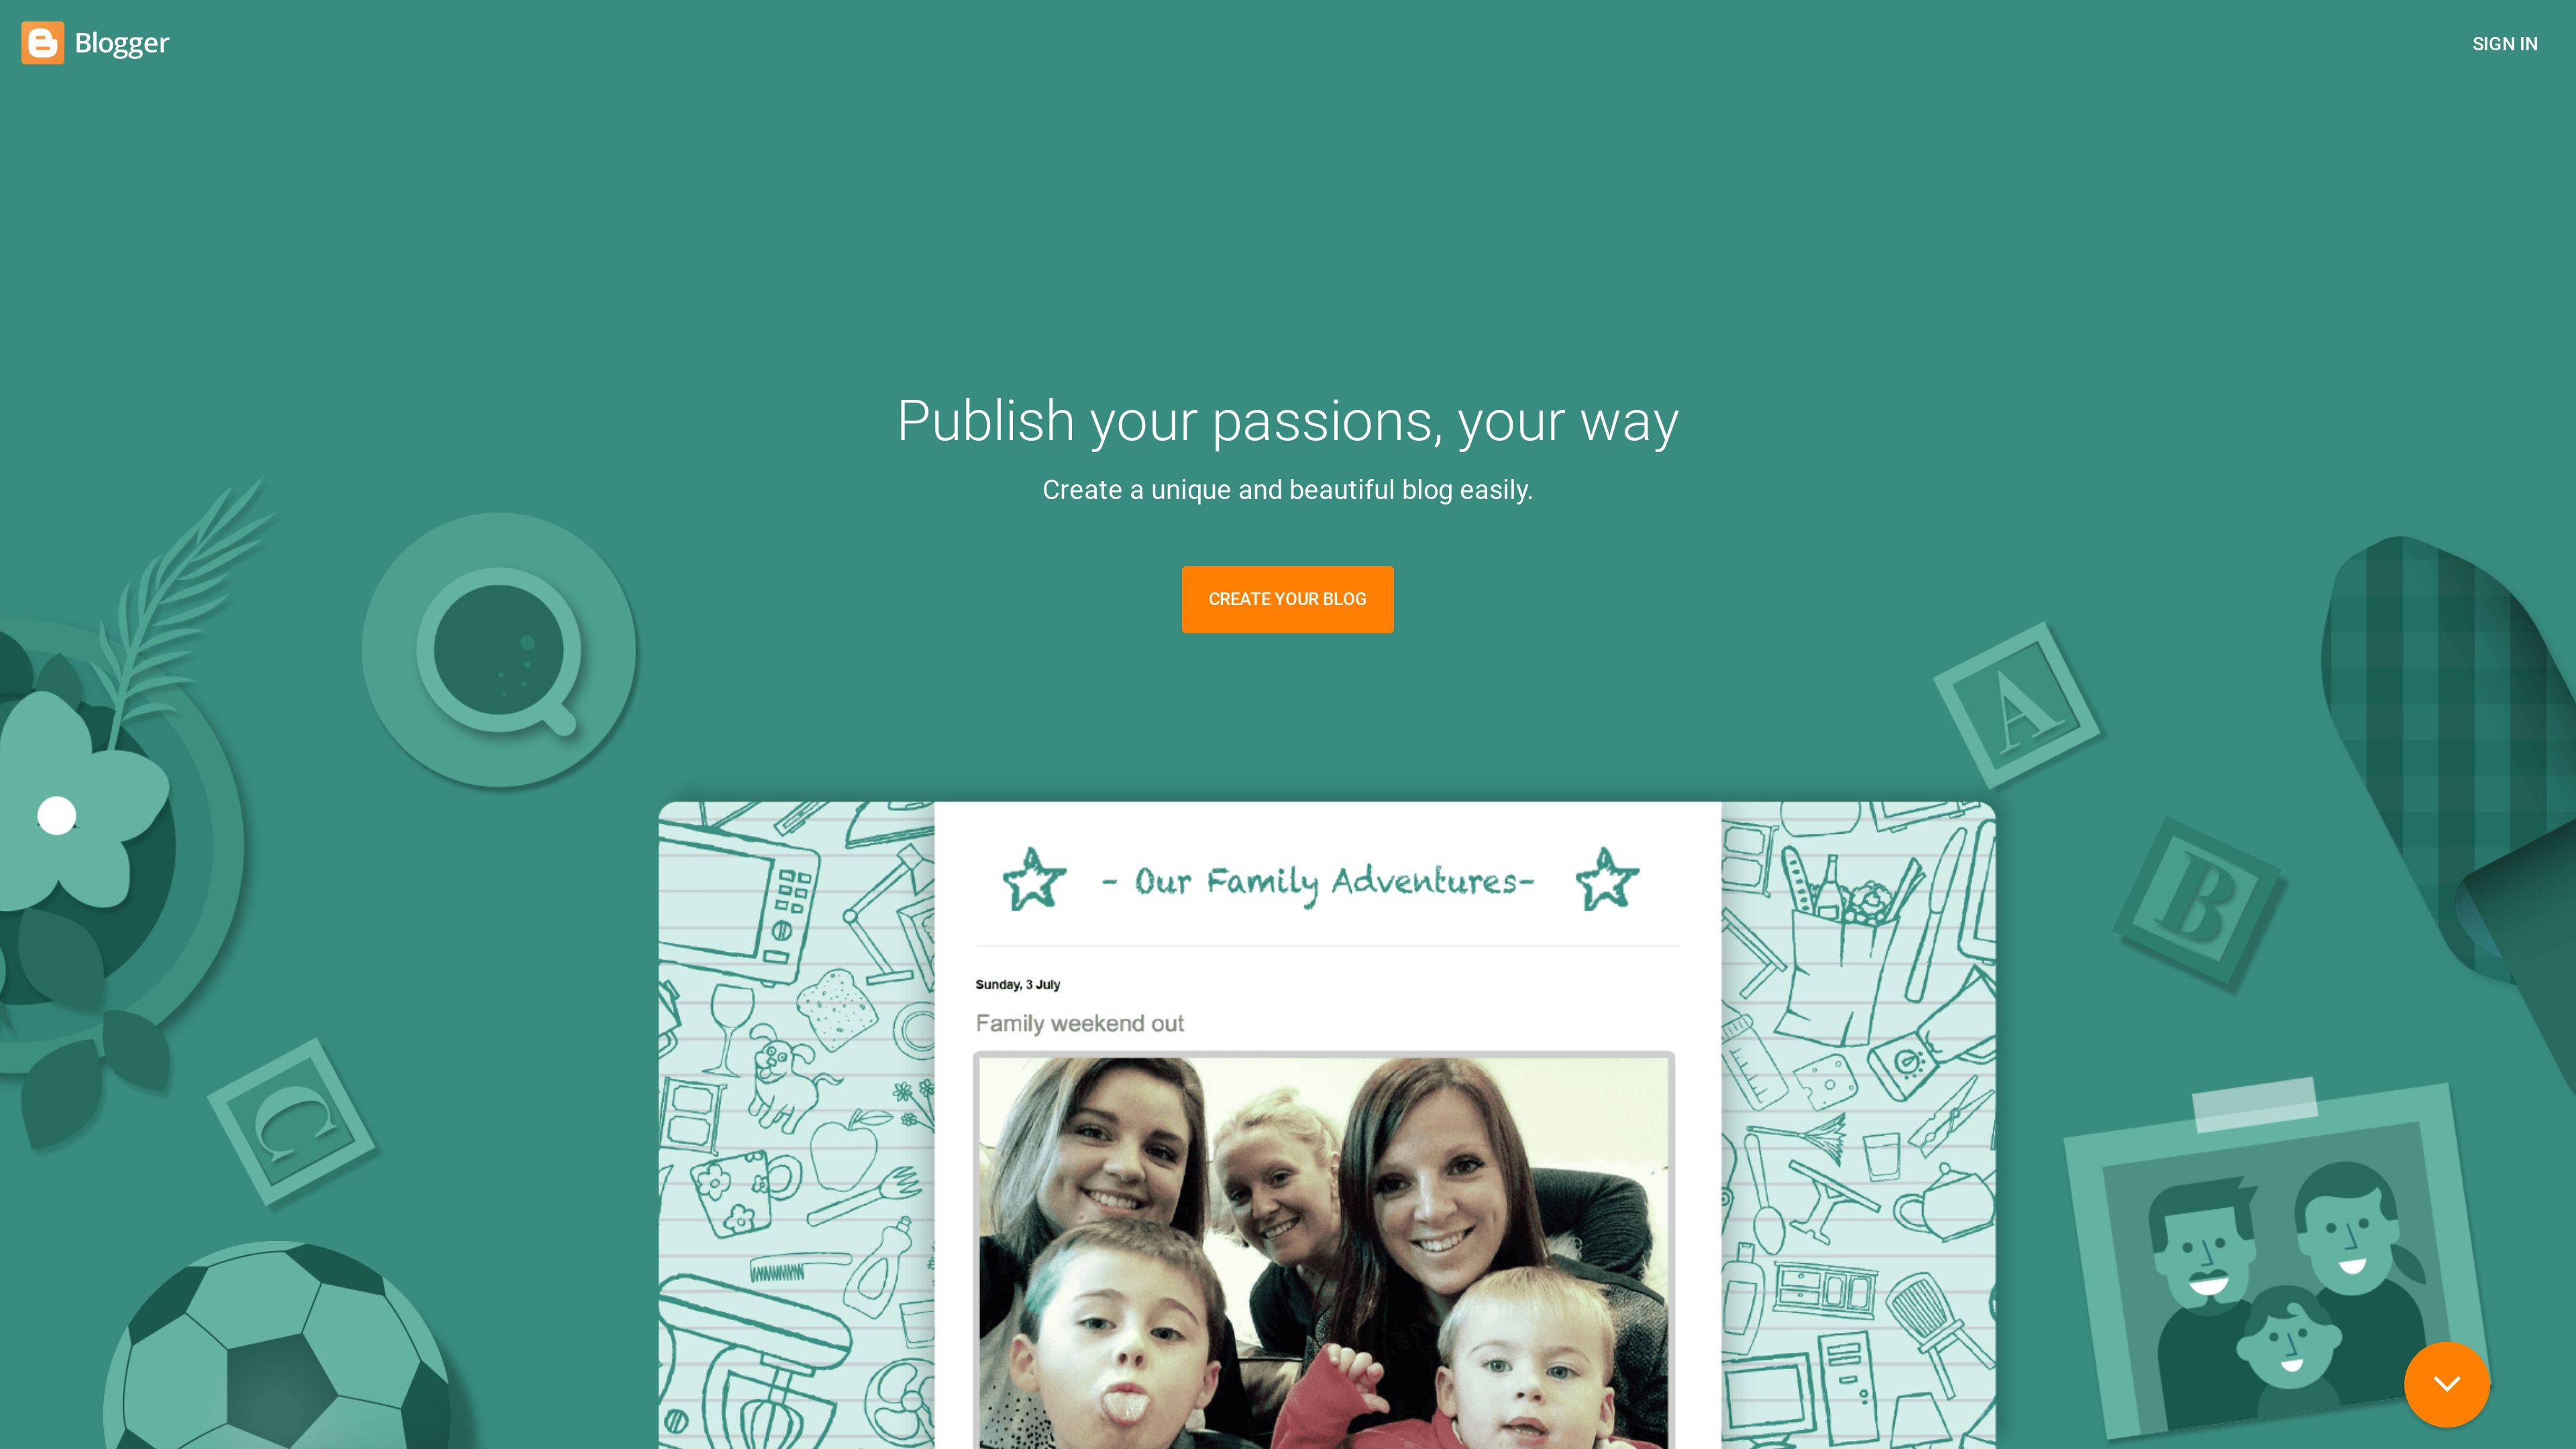 Blogger
SIGN IN
Publish your passions, your way
Create a unique and beautiful blog easily.
CREATE YOUR BLOG
A
B
- Our Family Adventures-
Sunday, 3 July
Family weekend out
C